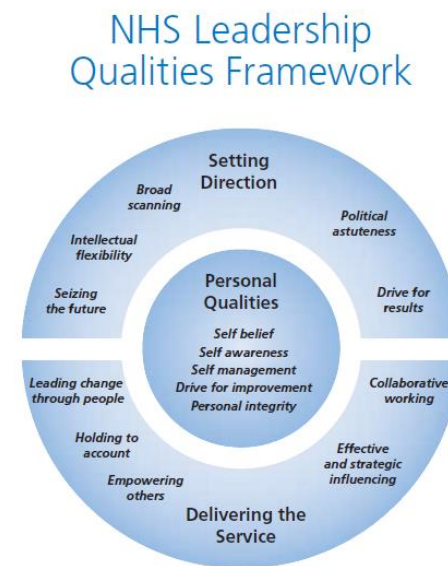 NHS Leadership
Qualities Framework
Setting
Direction
Broad
scanning
Intellectual
flexibility
Seizing
the future
Political
astuteness
Drive for
results
Personal
Qualities
Self belief
Self awareness
Self management
Drive for improvement
Personal integrity
Leading change
through people
Holding to
account
Empowering
others
Collaborative
working
Effective
and strategic
influencing
Delivering the
Service